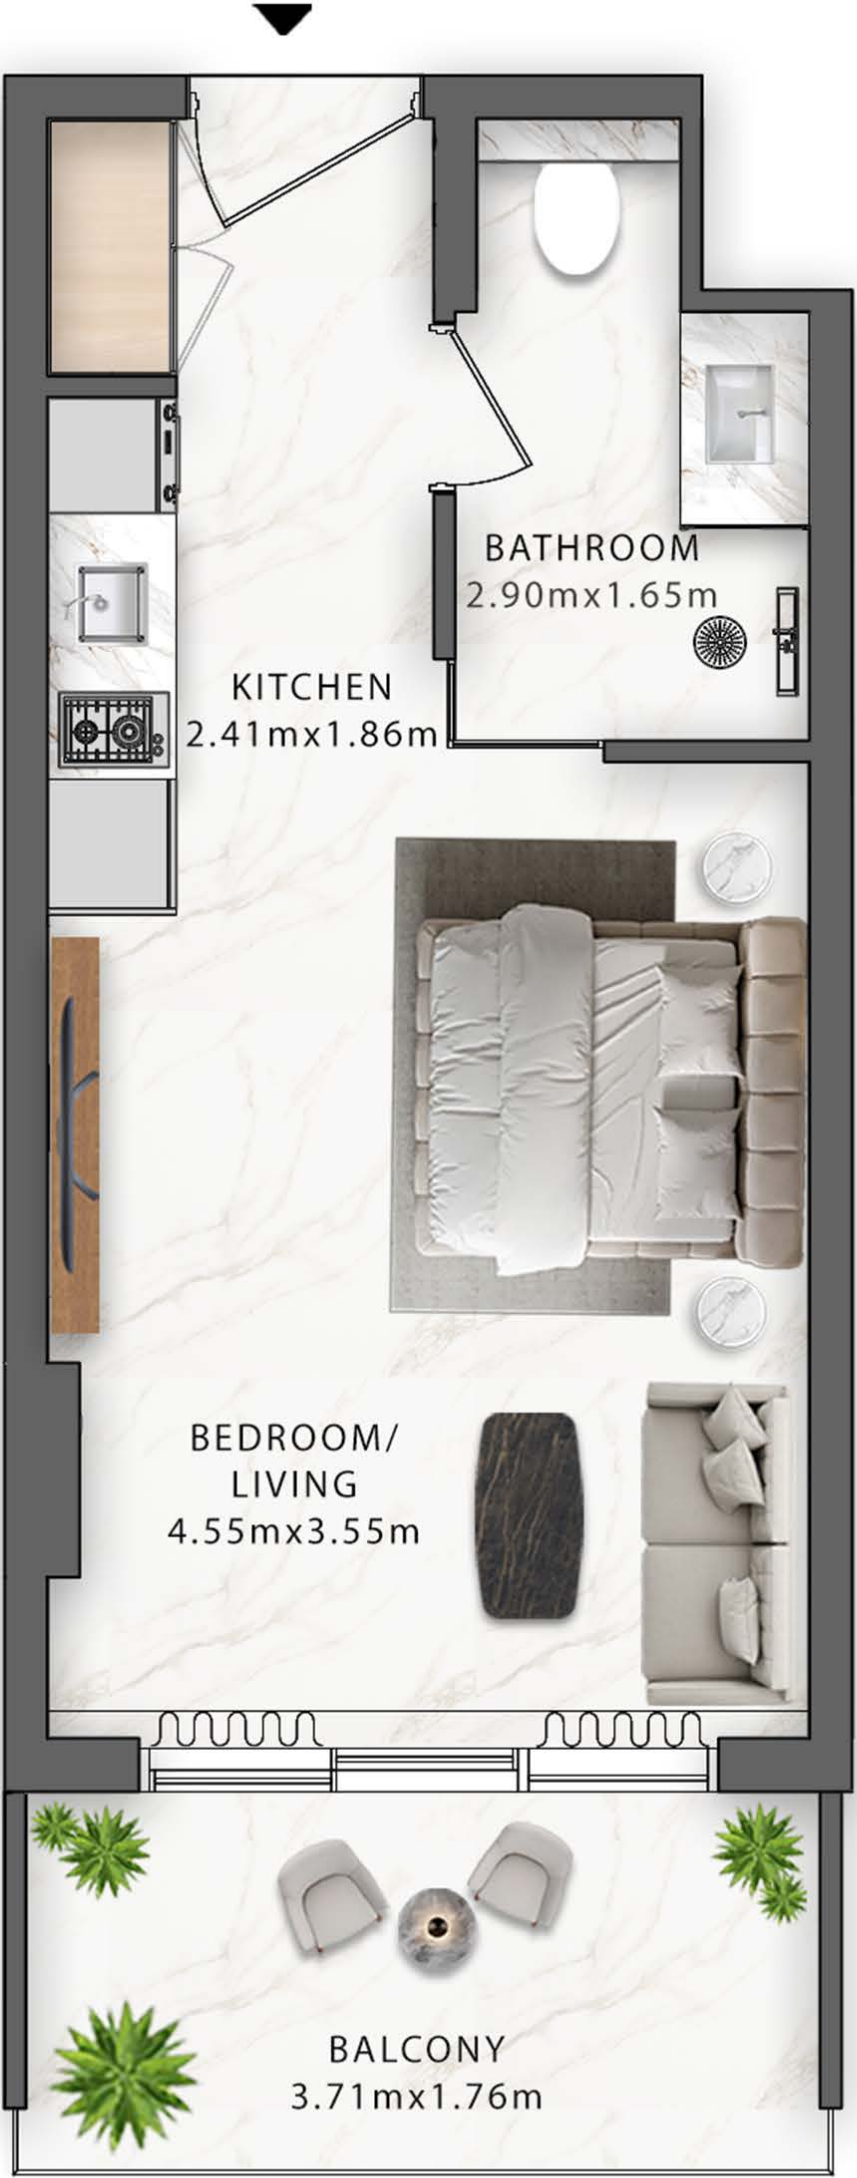 BATHROOM
2.90mx1.65m
KITCHEN
2.41mx1.86m
BEDROOM/
LIVING
4.55mx3.55m
BALCONY
3.71mx1.76m